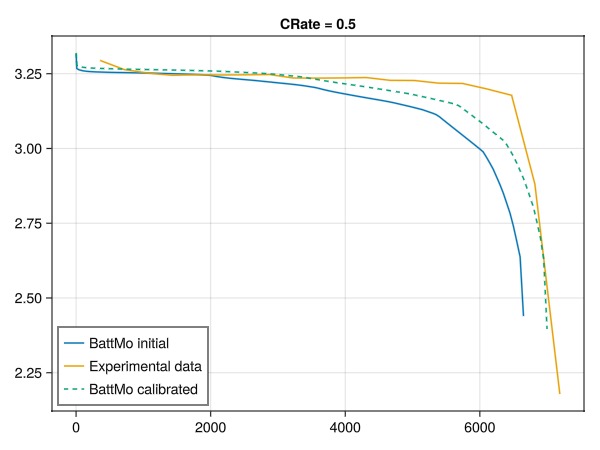 CRate = 0.5
3.25
3.00
2.75
2.50
2.25
BattMo initial
Experimental data
BattMo calibrated
0
2000
4000
6000